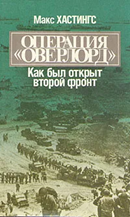 Макс ХАСТИНГС
ОПЕРАЦИЯ
«ОВЕРЛОРД»
Как был открыт
второй фронт